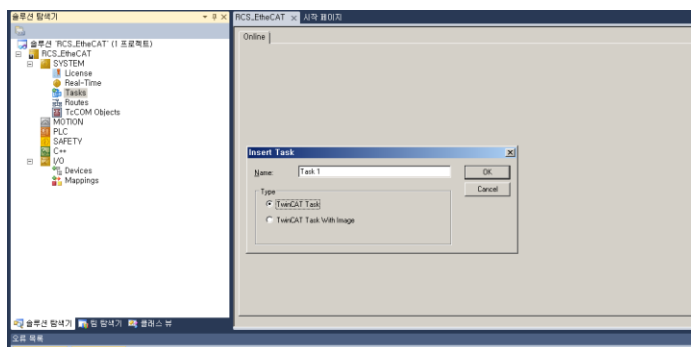 솔루션 탐색기
RCS_EtheCAT
시작 페이지
솔루션 'RCS_EtheCAT' (1 프로젝트)
RCS_EtheCAT
SYSTEM
License
Real-Time
Tasks
Routes
TcCOM Objects
MOTION
PLC
SAFETY
C++
I/O
Devices
Mappings
Online
Insert Task
Name:
Task 1
OK
Cancel
Type
TwinCAT Task
TwinCAT Task With Image
솔루션 탐색기
팀 탐색기
클래스 뷰
오류 목록